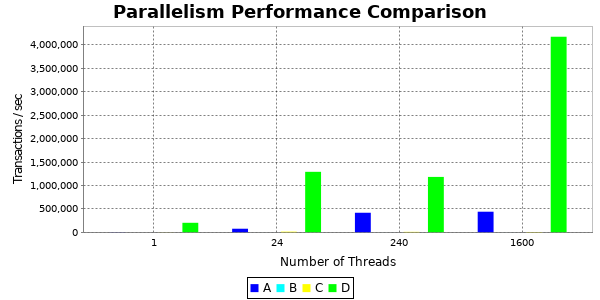 Parallelism Performance Comparison
Transactions / sec
4,000,000
3,500,000
3,000,000
2,500,000
2,000,000
1,500,000
1,000,000
500,000
0
1 24 240 1600
Number of Threads
A B C D